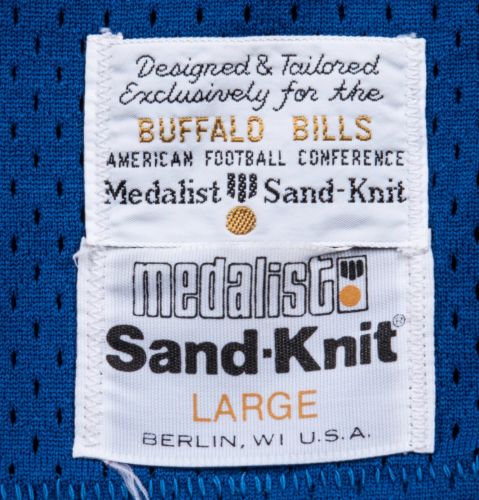 Designed & Tailored
Exclusively for the
BUFFALO BILLS
AMERICAN FOOTBALL CONFERENCE
Medalist Sand-Knit
medalist
Sand-Knit®
LARGE
BERLIN, WI U.S.A.